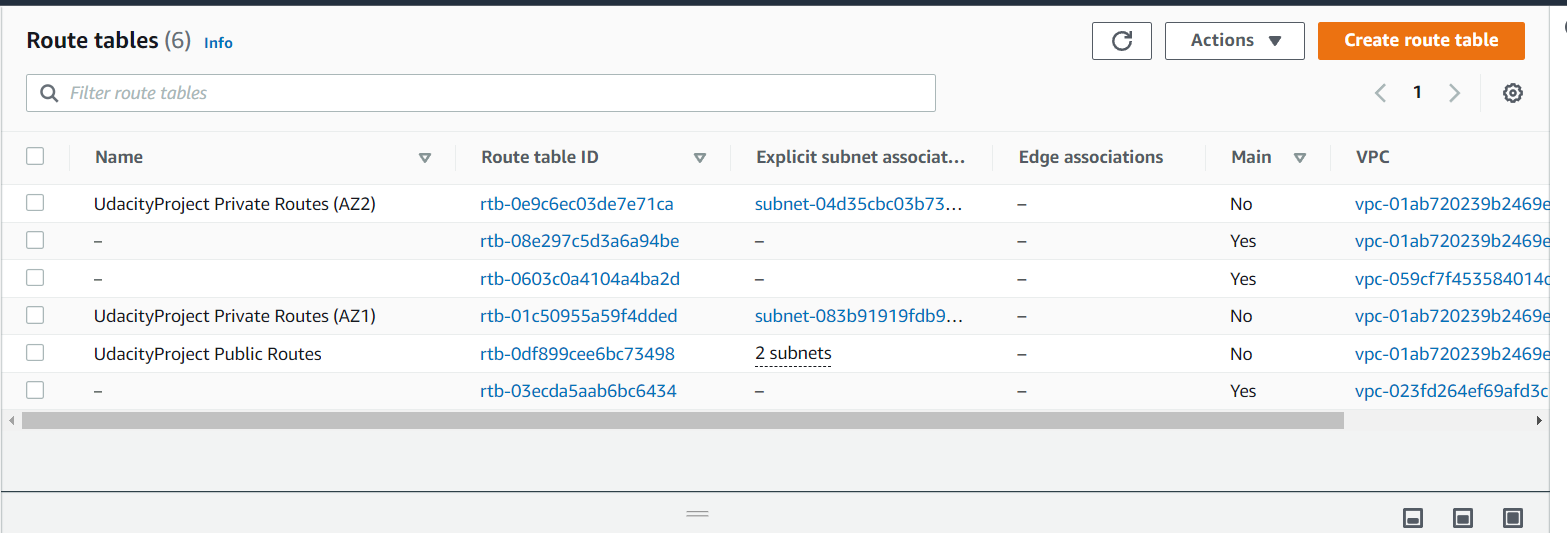 Route tables (6) Info
Actions
Create route table
Filter route tables
1
Name Route table ID Explicit subnet associat... Edge associations Main VPC
UdacityProject Private Routes (AZ2) rtb-0e9c6ec03de7e71ca subnet-04d35cbc03b73... – No vpc-01ab720239b2469e
– rtb-08e297c5d3a6a94be – – Yes vpc-01ab720239b2469e
– rtb-0603c0a4104a4ba2d – – Yes vpc-059cf7f453584014c
UdacityProject Private Routes (AZ1) rtb-01c50955a59f4dded subnet-083b91919fdb9... – No vpc-01ab720239b2469e
UdacityProject Public Routes rtb-0df899cee6bc73498 2 subnets – No vpc-01ab720239b2469e
– rtb-03ecda5aab6bc6434 – – Yes vpc-023fd264ef69afd3c